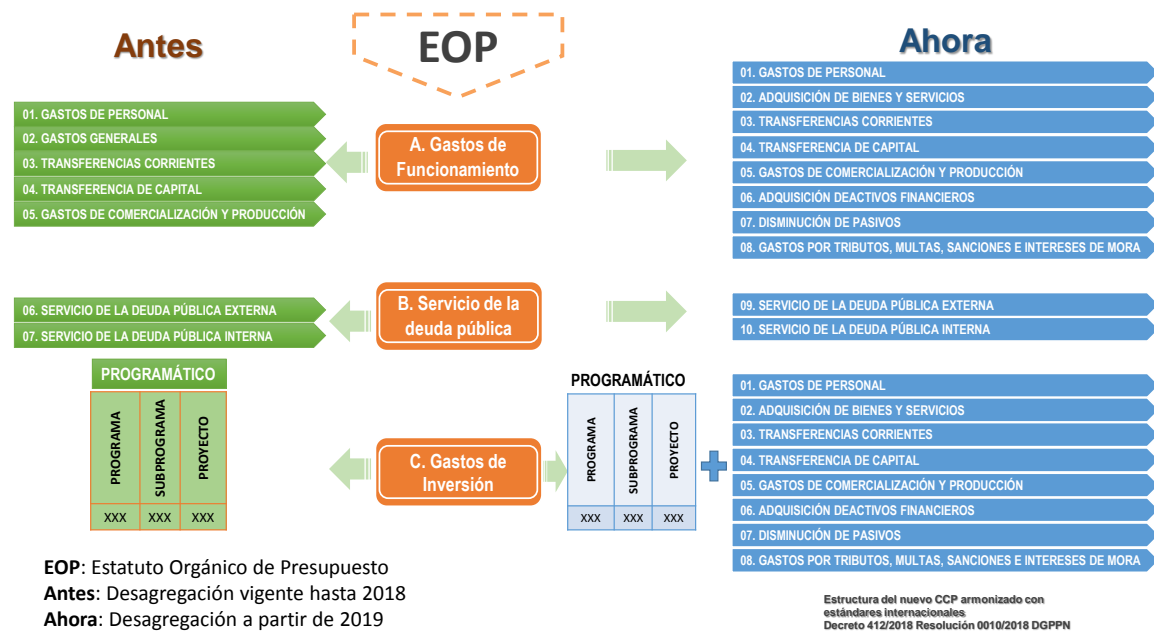 Antes
EOP
Ahora
01. GASTOS DE PERSONAL
02. GASTOS GENERALES
03. TRANSFERENCIAS CORRIENTES
04. TRANSFERENCIA DE CAPITAL
05. GASTOS DE COMERCIALIZACIÓN Y PRODUCCIÓN
A. Gastos de
Funcionamiento
01. GASTOS DE PERSONAL
02. ADQUISICIÓN DE BIENES Y SERVICIOS
03. TRANSFERENCIAS CORRIENTES
04. TRANSFERENCIA DE CAPITAL
05. GASTOS DE COMERCIALIZACIÓN Y PRODUCCIÓN
06. ADQUISICIÓN DEACTIVOS FINANCIEROS
07. DISMINUCIÓN DE PASIVOS
08. GASTOS POR TRIBUTOS, MULTAS, SANCIONES E INTERESES DE MORA
06. SERVICIO DE LA DEUDA PÚBLICA EXTERNA
07. SERVICIO DE LA DEUDA PÚBLICA INTERNA
B. Servicio de la
deuda pública
09. SERVICIO DE LA DEUDA PÚBLICA EXTERNA
10. SERVICIO DE LA DEUDA PÚBLICA INTERNA
PROGRAMÁTICO
PROGRAMA
SUBPROGRAMA
PROYECTO
XXX XXX XXX
C. Gastos de
Inversión
PROGRAMÁTICO
PROGRAMA
SUBPROGRAMA
PROYECTO
XXX XXX XXX
01. GASTOS DE PERSONAL
02. ADQUISICIÓN DE BIENES Y SERVICIOS
03. TRANSFERENCIAS CORRIENTES
04. TRANSFERENCIA DE CAPITAL
05. GASTOS DE COMERCIALIZACIÓN Y PRODUCCIÓN
06. ADQUISICIÓN DEACTIVOS FINANCIEROS
07. DISMINUCIÓN DE PASIVOS
08. GASTOS POR TRIBUTOS, MULTAS, SANCIONES E INTERESES DE MORA
EOP: Estatuto Orgánico de Presupuesto
Antes: Desagregación vigente hasta 2018
Ahora: Desagregación a partir de 2019
Estructura del nuevo CCP armonizado con
estándares internacionales
Decreto 412/2018 Resolución 0010/2018 DGPPN